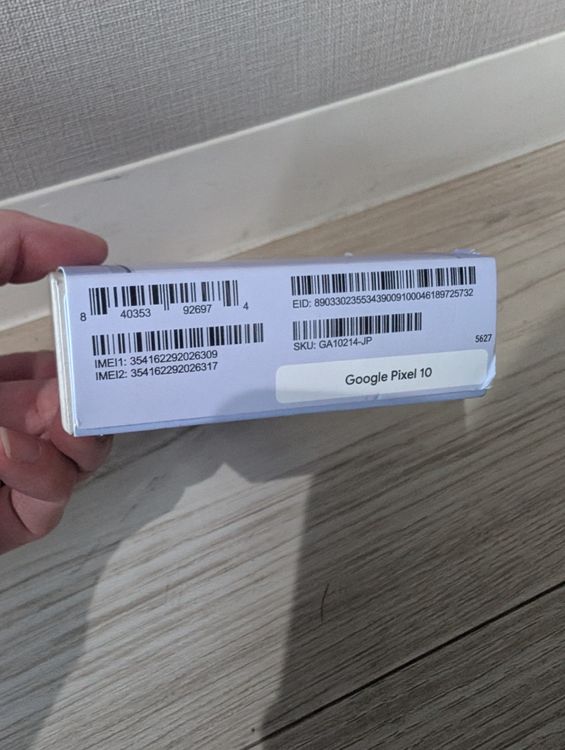 8 40353 92697 4
EID: 89033023553439009100046189725732
IMEI1: 354162292026309
IMEI2: 354162292026317
SKU: GA10214-JP
5627
Google Pixel 10